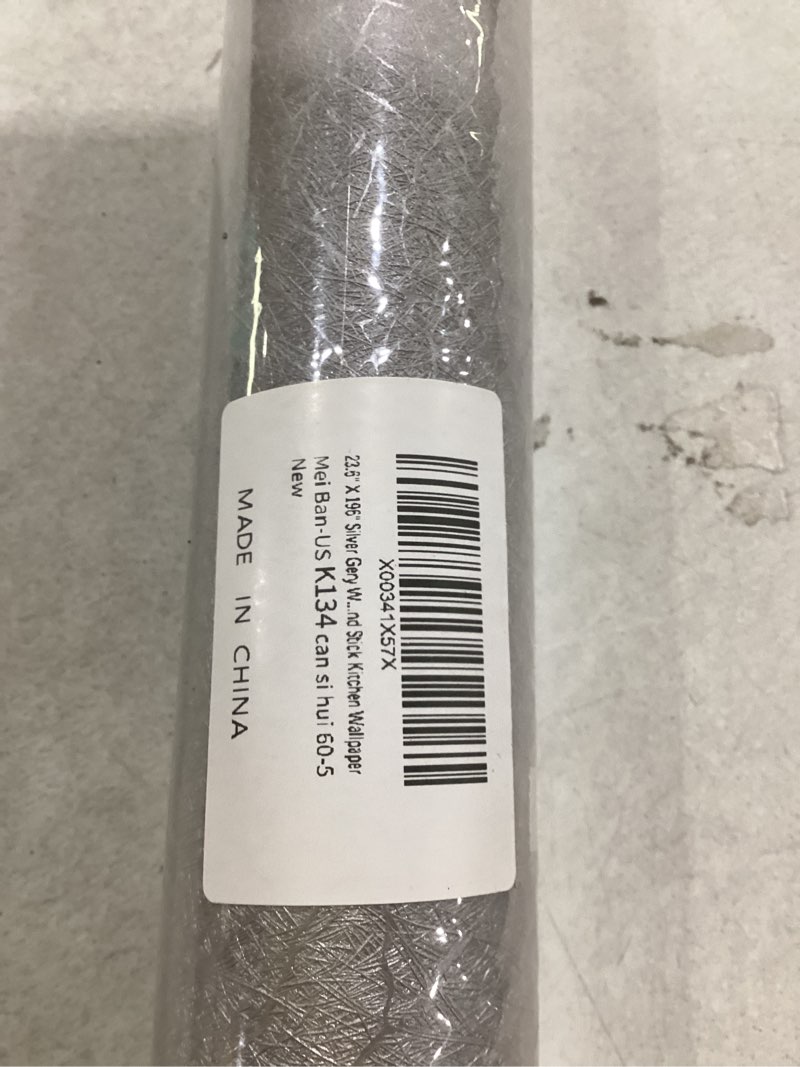 X00341X57X
23.6" X 196" Silver Gery W...nd Stick Kitchen Wallpaper
Mei Ban-US K134 can si hui 60-5
New
MADE IN CHINA